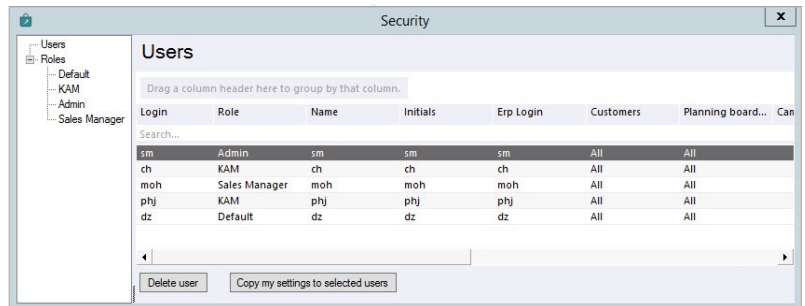 Security
x
Users
Roles
Default
KAM
Admin
Sales Manager
Users
Drag a column header here to group by that column.
Login Role Name Initials Erp Login Customers Planning board... Can
Search...
sm Admin sm sm sm All All
ch KAM ch ch ch All All
moh Sales Manager moh moh moh All All
phj KAM phj phj phj All All
dz Default dz dz dz All All
Delete user Copy my settings to selected users